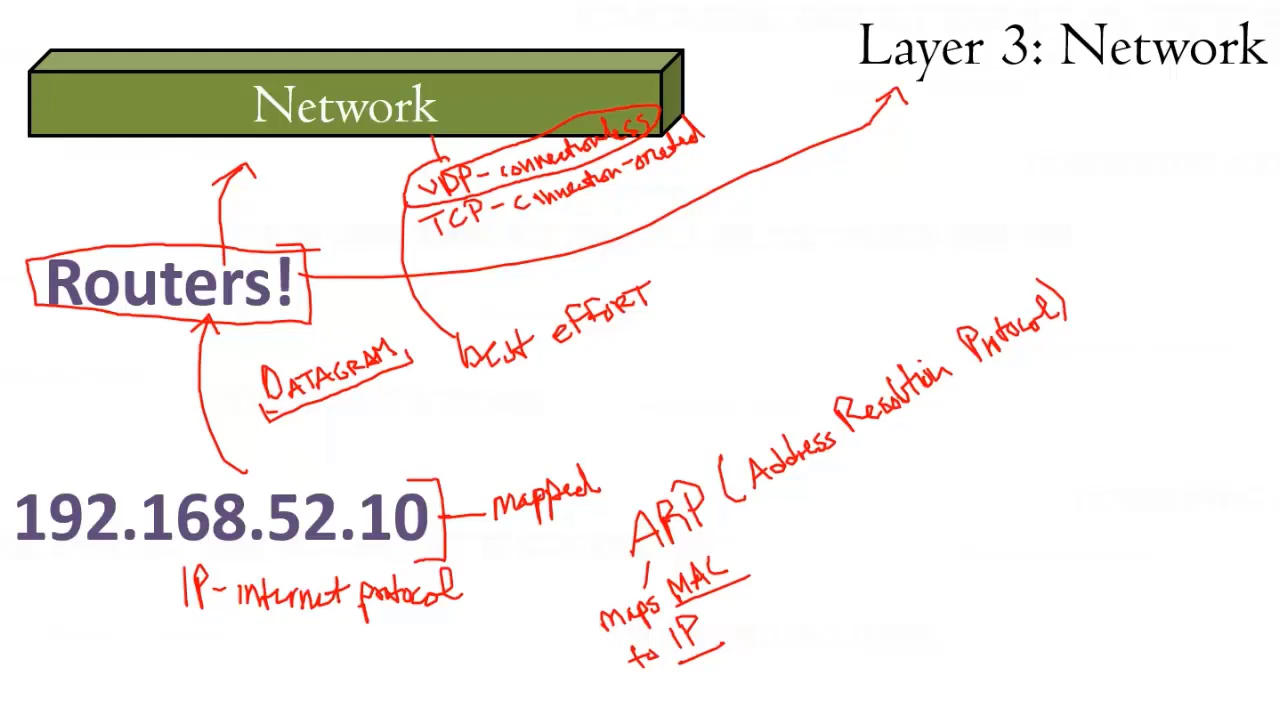 Layer 3: Network
Network
UDP - connectionless
TCP - connection-oriented
Routers!
best effort
DATAGRAM
ARP (Address Resolution Protocol)
192.168.52.10
mapped
IP - internet protocol
maps MAC
to IP